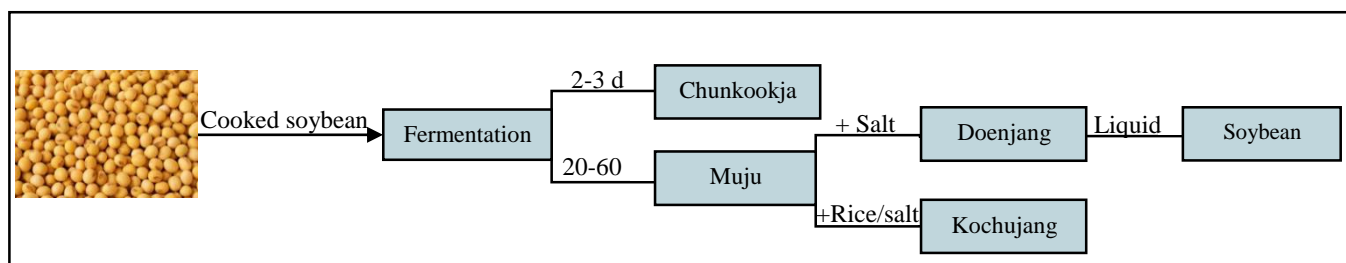 Cooked soybean
Fermentation
2-3 d
Chunkookja
20-60
Muju
+ Salt
Doenjang
Liquid
Soybean
+Rice/salt
Kochujang